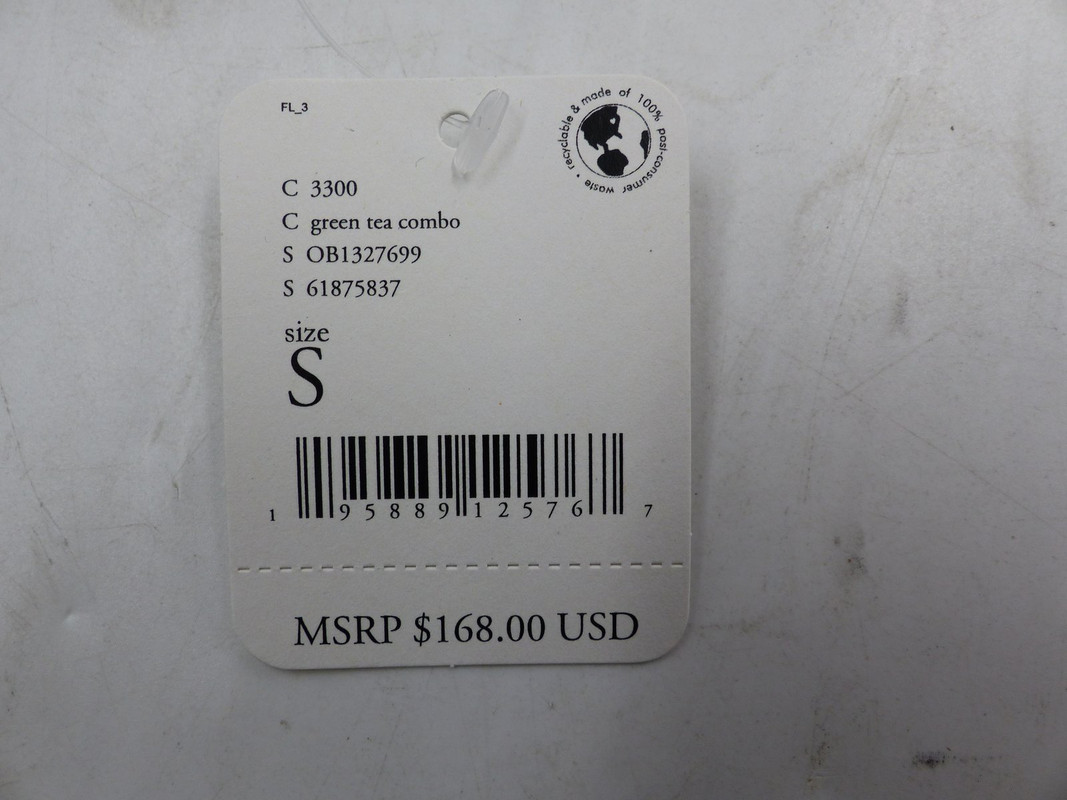 FL_3
recyclable & made of 100% post-consumer waste •
C 3300
C green tea combo
S OB1327699
S 61875837
size
S
1 95889 12576 7
MSRP $168.00 USD